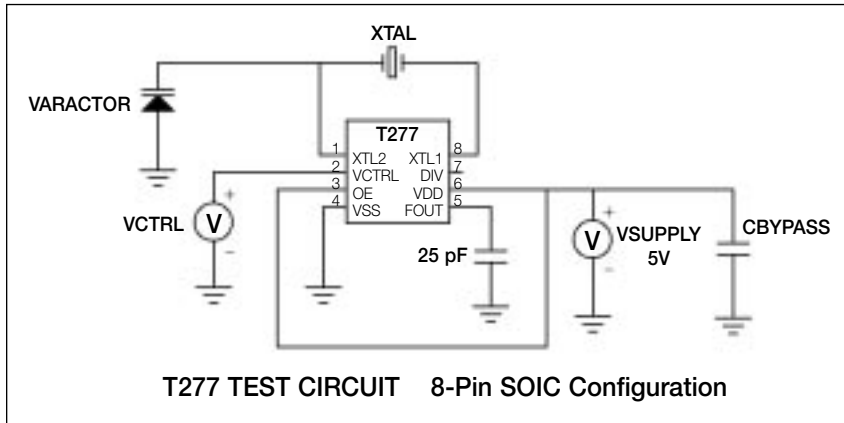 XTAL
VARACTOR
T277
1 XTL2 XTL1 8
2 VCTRL DIV 7
3 OE VDD 6
4 VSS FOUT 5
+
VCTRL V
-
25 pF
+
V VSUPPLY
5V
-
CBYPASS
T277 TEST CIRCUIT 8-Pin SOIC Configuration